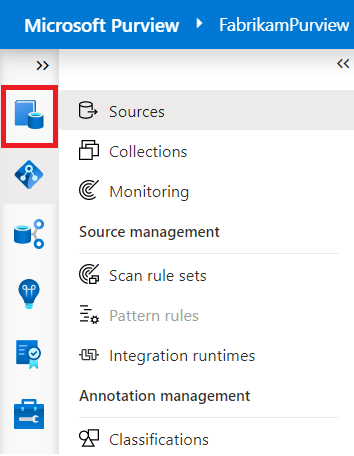 Microsoft Purview FabrikamPurview
Sources
Collections
Monitoring
Source management
Scan rule sets
Pattern rules
Integration runtimes
Annotation management
Classifications